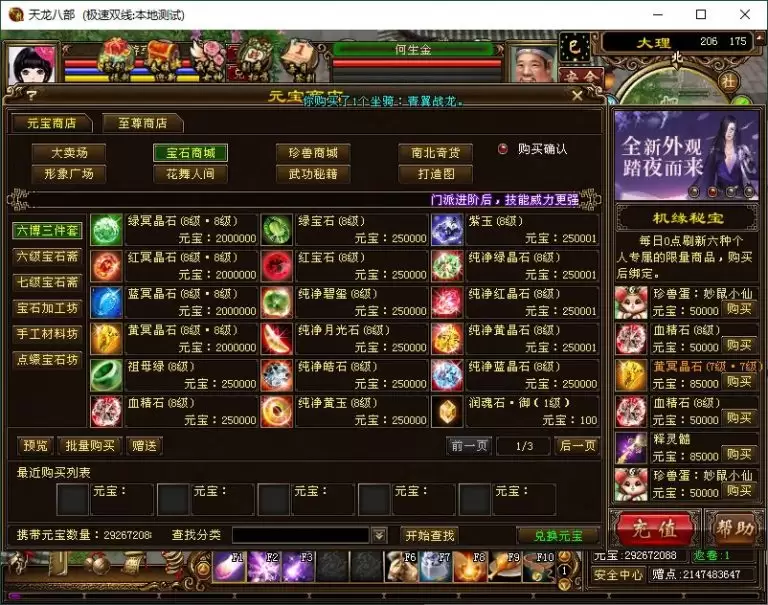 天龙八部 (极速双线:本地测试)
何生金
大理 206 175
北
社
安全
元宝商店
你购买了1个坐骑：青翼战龙。
?
元宝商店 至尊商店
大卖场 宝石商城 珍兽商城 南北奇货 购买确认
形象广场 花舞人间 武功秘籍 打造图
门派进阶后，技能威力更强
六博三件套
六级宝石斋
七级宝石斋
宝石加工坊
手工材料坊
点缀宝石坊
绿冥晶石(8级·8级) 绿宝石(8级) 紫玉(8级)
元宝：2000000 元宝：250000 元宝：250001
红冥晶石(8级·8级) 红宝石(8级) 纯净绿晶石(8级)
元宝：2000000 元宝：250000 元宝：250001
蓝冥晶石(8级·8级) 纯净碧玺(8级) 纯净红晶石(8级)
元宝：2000000 元宝：250000 元宝：250001
黄冥晶石(8级·8级) 纯净月光石(8级) 纯净黄晶石(8级)
元宝：2000000 元宝：250000 元宝：250001
祖母绿(8级) 纯净皓石(8级) 纯净蓝晶石(8级)
元宝：250000 元宝：250000 元宝：250001
血精石(8级) 纯净黄玉(8级) 润魂石·御(1级)
元宝：250000 元宝：250000 元宝：100
预览 批量购买 赠送 前一页 1/3 后一页
最近购买列表
元宝： 元宝： 元宝： 元宝： 元宝：
携带元宝数量：29267208 查找分类 开始查找 兑换元宝
全新外观
踏夜而来
机缘秘宝
每日0点刷新六种个
人专属的限量商品，购买
后绑定。
珍兽蛋：妙鼠小仙
元宝：50000 购买
血精石(8级)
元宝：50000 购买
黄冥晶石(7级·7级)
元宝：85000 购买
血精石(8级)
元宝：50000 购买
释灵髓
元宝：85000 购买
珍兽蛋：妙鼠小仙
元宝：50000 购买
充值 帮助
F1 F2 F3 F6 F7 F8 F9 F10 1
元宝:292672088 返卷:1
安全中心 赠点:2147483647